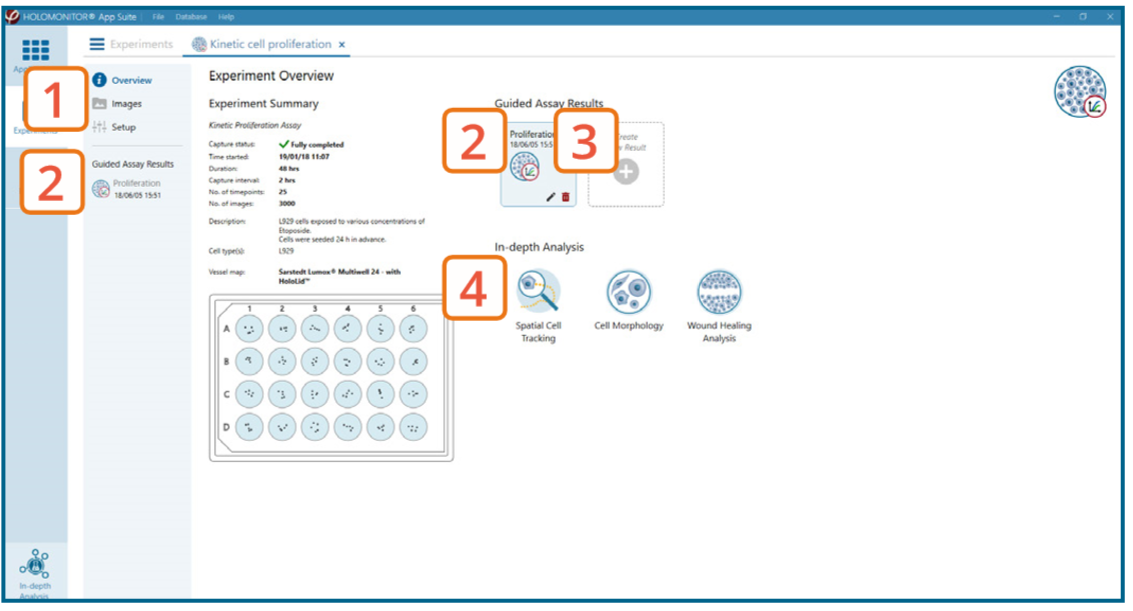 HOLOMONITOR® App Suite File Database Help
Experiments Kinetic cell proliferation ×
1
Overview
Images
Setup
2
Guided Assay Results
Proliferation
18/06/05 15:51
In-depth
Analysis
Experiment Overview
Experiment Summary
Kinetic Proliferation Assay
Capture status: Fully completed
Time started: 19/01/18 11:07
Duration: 48 hrs
Capture interval: 2 hrs
No. of timepoints: 25
No. of images: 3000
Description: L929 cells exposed to various concentrations of
Etoposide.
Cells were seeded 24 h in advance.
Cell type(s): L929
Vessel map: Sarstedt Lumox® Multiwell 24 - with
HoloLid™
1 2 3 4 5 6
A
B
C
D
Guided Assay Results
2
Proliferation
3
Result
In-depth Analysis
4
Spatial Cell
Tracking
Cell Morphology
Wound Healing
Analysis